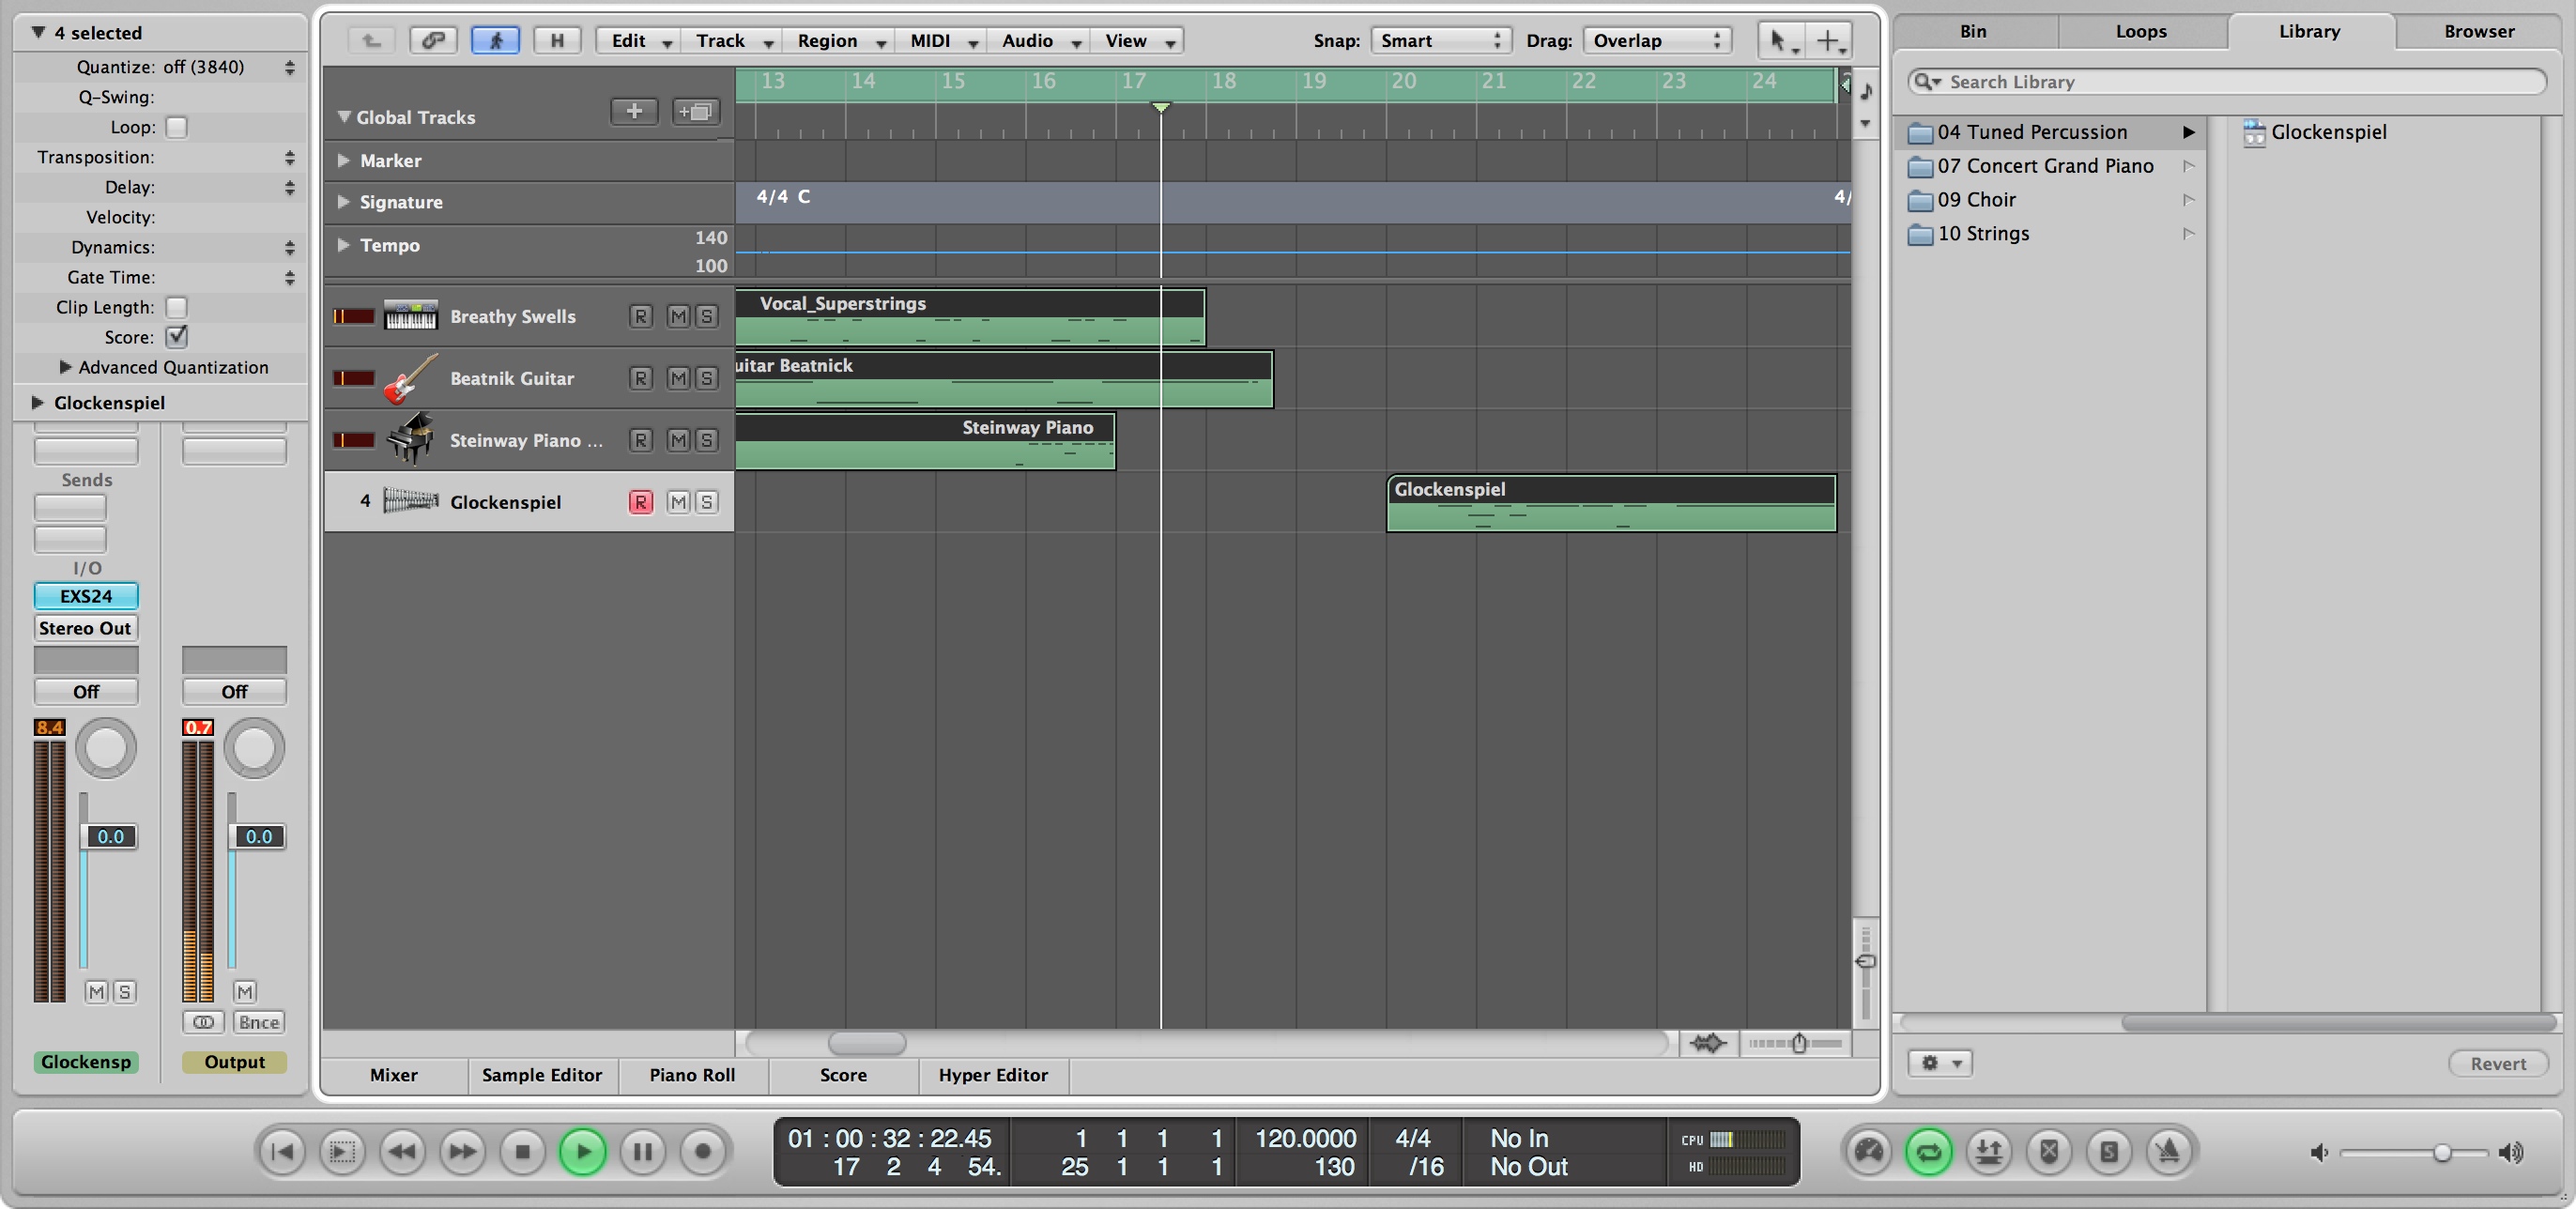 4 selected
Quantize: off (3840)
Q-Swing:
Loop:
Transposition:
Delay:
Velocity:
Dynamics:
Gate Time:
Clip Length:
Score:
Advanced Quantization
Glockenspiel
Sends
I/O
EXS24
Stereo Out
Off
Off
8.4
0.7
0.0
0.0
M S
M
Bnce
Glockensp
Output
H
Edit
Track
Region
MIDI
Audio
View
Snap: Smart
Drag: Overlap
13 14 15 16 17 18 19 20 21 22 23 24
Global Tracks
Marker
Signature
4/4 C
4/
Tempo
140
100
Breathy Swells R M S
Vocal_Superstrings
Beatnik Guitar R M S
uitar Beatnick
Steinway Piano ... R M S
Steinway Piano
4 Glockenspiel R M S
Glockenspiel
Mixer
Sample Editor
Piano Roll
Score
Hyper Editor
Bin
Loops
Library
Browser
Search Library
04 Tuned Percussion
07 Concert Grand Piano
09 Choir
10 Strings
Glockenspiel
Revert
01 : 00 : 32 : 22.45
17 2 4 54.
1 1 1 1
25 1 1 1
120.0000
130
4/4
/16
No In
No Out
CPU
HD
S